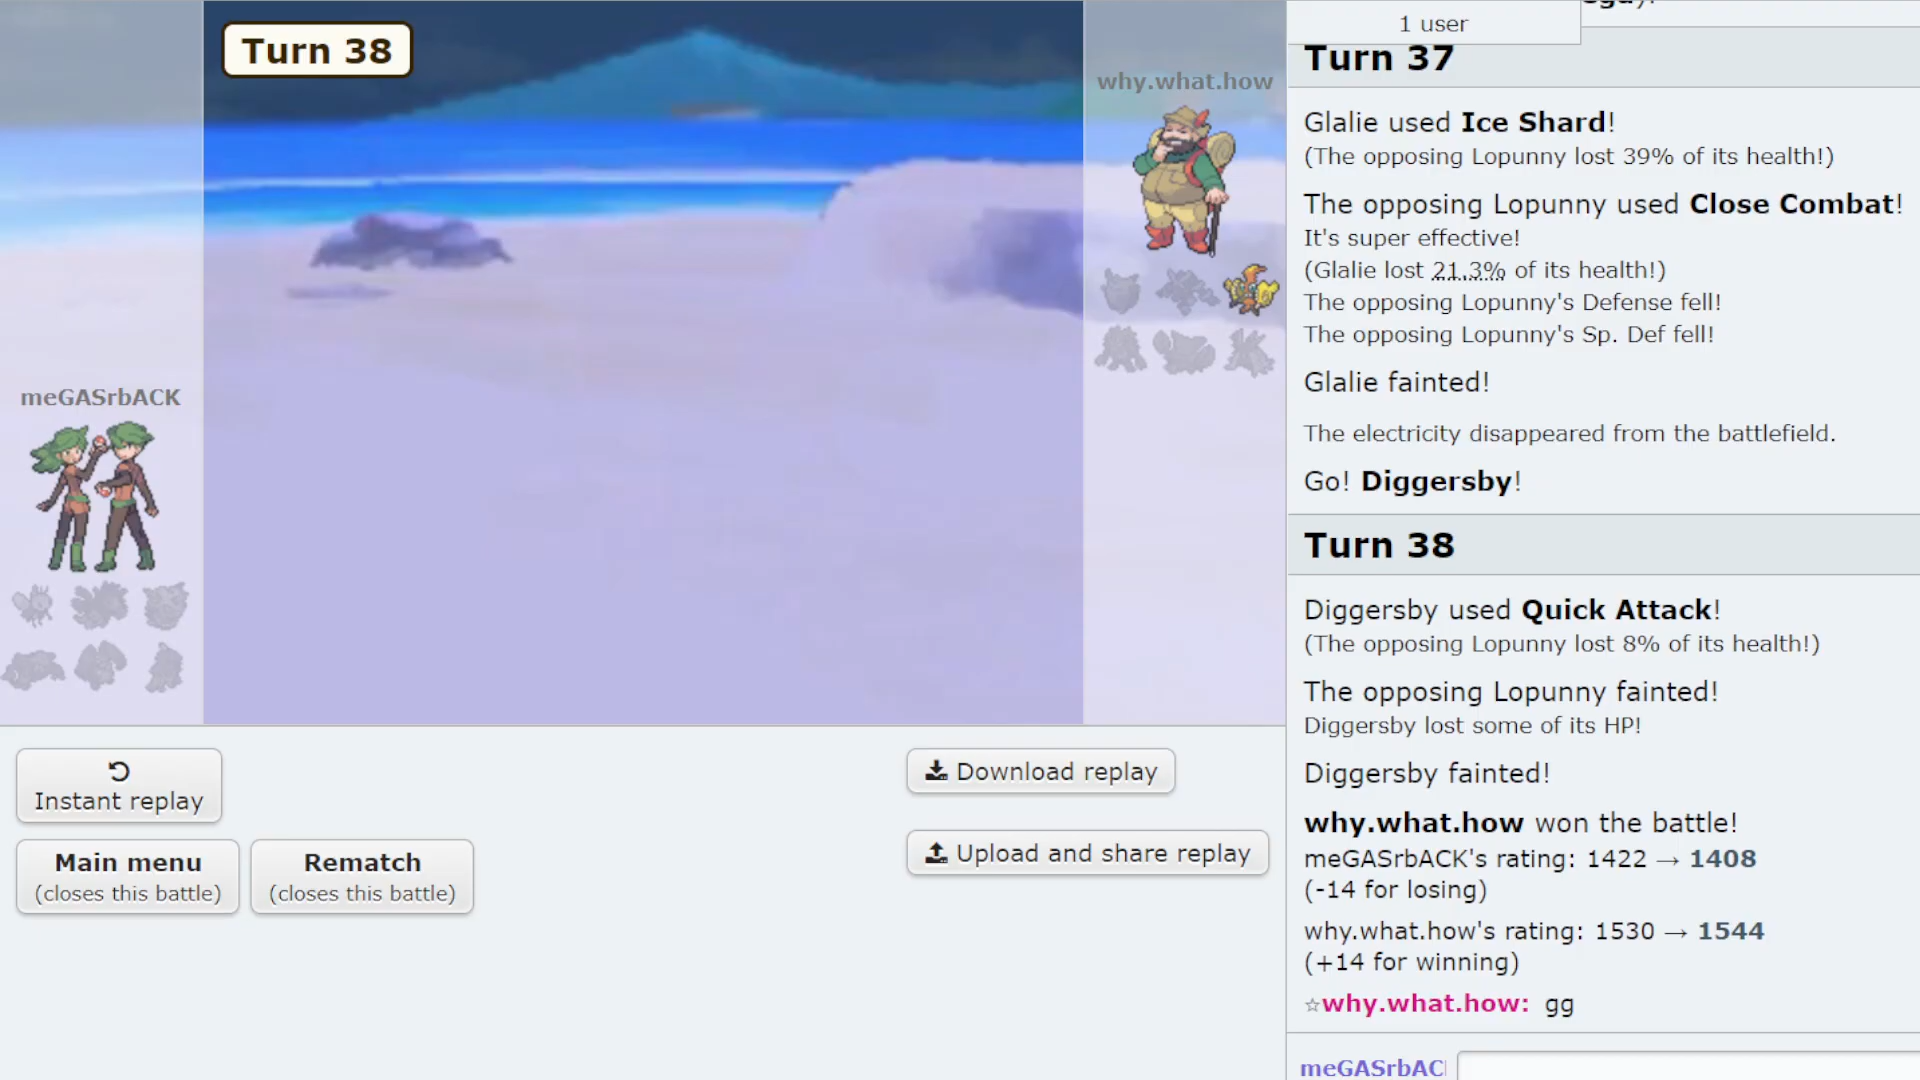 Turn 38
why.what.how
meGASrbACK
Instant replay
Main menu
(closes this battle)
Rematch
(closes this battle)
Download replay
Upload and share replay
1 user
Turn 37
Glalie used Ice Shard!
(The opposing Lopunny lost 39% of its health!)
The opposing Lopunny used Close Combat!
It's super effective!
(Glalie lost 21.3% of its health!)
The opposing Lopunny's Defense fell!
The opposing Lopunny's Sp. Def fell!
Glalie fainted!
The electricity disappeared from the battlefield.
Go! Diggersby!
Turn 38
Diggersby used Quick Attack!
(The opposing Lopunny lost 8% of its health!)
The opposing Lopunny fainted!
Diggersby lost some of its HP!
Diggersby fainted!
why.what.how won the battle!
meGASrbACK's rating: 1422 → 1408
(-14 for losing)
why.what.how's rating: 1530 → 1544
(+14 for winning)
☆why.what.how: gg
meGASrbAC